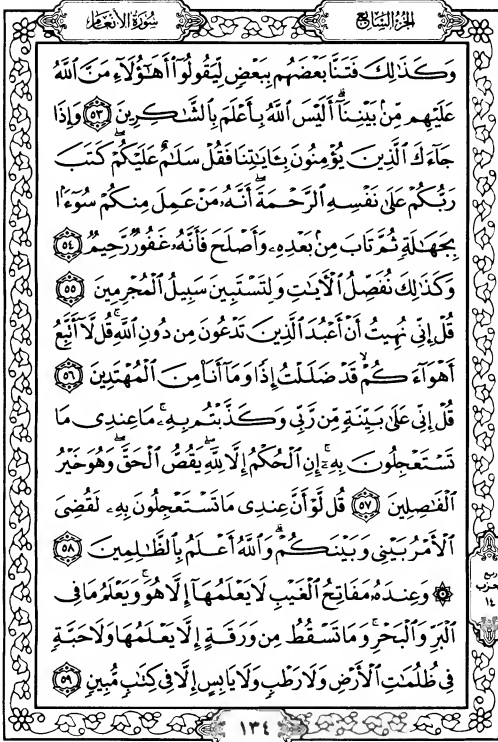 الجزء السابع
سورة الأنعام
وَكَذَٰلِكَ فَتَنَّا بَعْضَهُم بِبَعْضٍ لِّيَقُولُوٓا۟ أَهَٰٓؤُلَآءِ مَنَّ ٱللَّهُ
عَلَيْهِم مِّنۢ بَيْنِنَآ ۗ أَلَيْسَ ٱللَّهُ بِأَعْلَمَ بِٱلشَّٰكِرِينَ ٥٣ وَإِذَا
جَآءَكَ ٱلَّذِينَ يُؤْمِنُونَ بِـَٔايَٰتِنَا فَقُلْ سَلَٰمٌ عَلَيْكُمْ ۖ كَتَبَ
رَبُّكُمْ عَلَىٰ نَفْسِهِ ٱلرَّحْمَةَ ۖ أَنَّهُۥ مَنْ عَمِلَ مِنكُمْ سُوٓءًۢا
بِجَهَٰلَةٍ ثُمَّ تَابَ مِنۢ بَعْدِهِۦ وَأَصْلَحَ فَأَنَّهُۥ غَفُورٌ رَّحِيمٌ ٥٤
وَكَذَٰلِكَ نُفَصِّلُ ٱلْءَايَٰتِ وَلِتَسْتَبِينَ سَبِيلُ ٱلْمُجْرِمِينَ ٥٥
قُلْ إِنِّى نُهِيتُ أَنْ أَعْبُدَ ٱلَّذِينَ تَدْعُونَ مِن دُونِ ٱللَّهِ ۚ قُل لَّآ أَتَّبِعُ
أَهْوَآءَكُمْ ۙ قَدْ ضَلَلْتُ إِذًا وَمَآ أَنَا۠ مِنَ ٱلْمُهْتَدِينَ ٥٦
قُلْ إِنِّى عَلَىٰ بَيِّنَةٍ مِّن رَّبِّى وَكَذَّبْتُم بِهِۦ ۚ مَا عِندِى مَا
تَسْتَعْجِلُونَ بِهِۦٓ ۚ إِنِ ٱلْحُكْمُ إِلَّا لِلَّهِ ۖ يَقُصُّ ٱلْحَقَّ ۖ وَهُوَ خَيْرُ
ٱلْفَٰصِلِينَ ٥٧ قُل لَّوْ أَنَّ عِندِى مَا تَسْتَعْجِلُونَ بِهِۦ لَقُضِىَ
ٱلْأَمْرُ بَيْنِى وَبَيْنَكُمْ ۗ وَٱللَّهُ أَعْلَمُ بِٱلظَّٰلِمِينَ ٥٨
۞ وَعِندَهُۥ مَفَاتِحُ ٱلْغَيْبِ لَا يَعْلَمُهَآ إِلَّا هُوَ ۚ وَيَعْلَمُ مَا فِى
ٱلْبَرِّ وَٱلْبَحْرِ ۚ وَمَا تَسْقُطُ مِن وَرَقَةٍ إِلَّا يَعْلَمُهَا وَلَا حَبَّةٍ
فِى ظُلُمَٰتِ ٱلْأَرْضِ وَلَا رَطْبٍ وَلَا يَابِسٍ إِلَّا فِى كِتَٰبٍ مُّبِينٍ ٥٩
ربع
الحزب
١٤
١٣٤